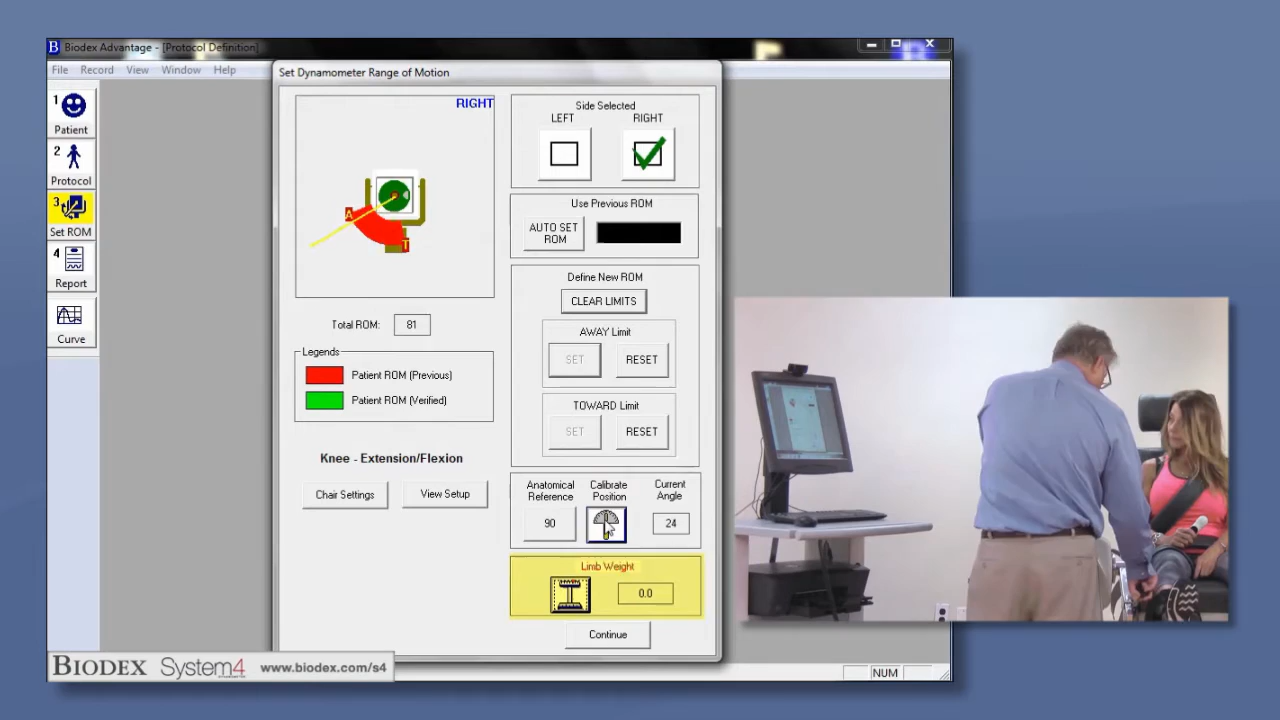 B Biodex Advantage - [Protocol Definition]
File Record View Window Help
1
Patient
2
Protocol
3
Set ROM
4
Report
Curve
Set Dynamometer Range of Motion
RIGHT
A
T
Total ROM: 81
Legends
Patient ROM (Previous)
Patient ROM (Verified)
Knee - Extension/Flexion
Chair Settings
View Setup
Side Selected
LEFT RIGHT
Use Previous ROM
AUTO SET
ROM
Define New ROM
CLEAR LIMITS
AWAY Limit
SET RESET
TOWARD Limit
SET RESET
Anatomical
Reference
90
Calibrate
Position
Current
Angle
24
Limb Weight
0.0
Continue
BIODEX System4 www.biodex.com/s4
NUM